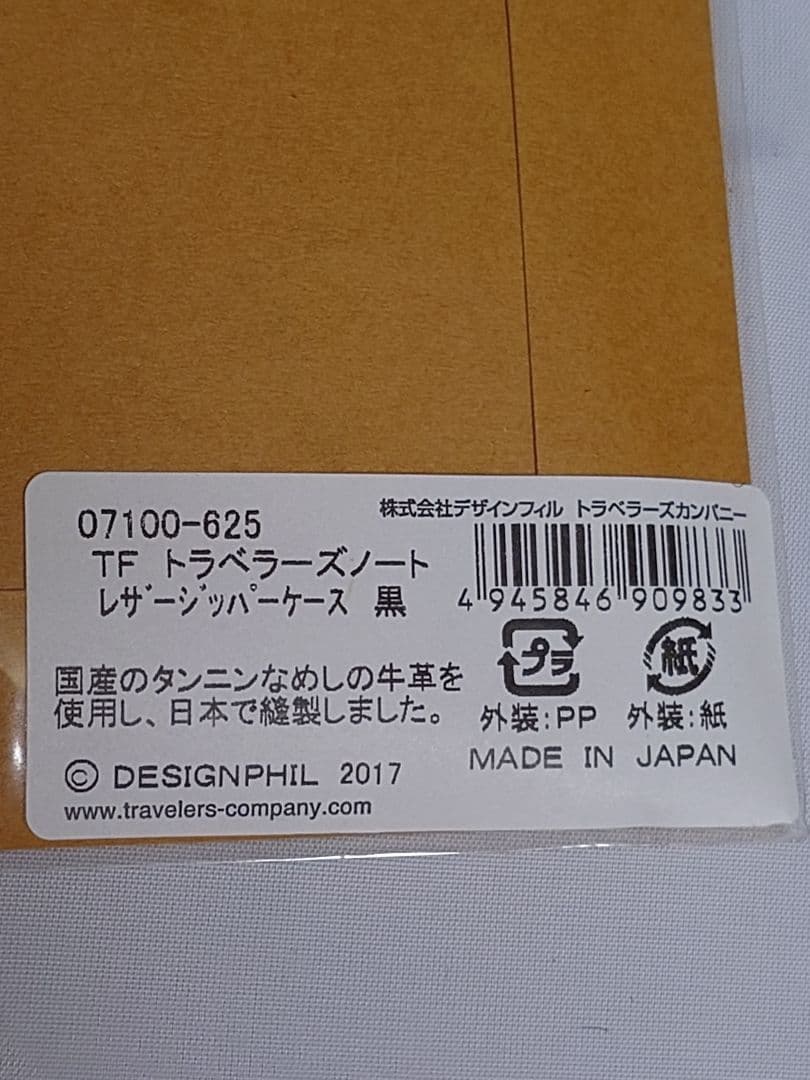 07100-625
株式会社デザインフィル トラベラーズカンパニー
TF トラベラーズノート
ﾚｻﾞｰｼﾞｯﾊﾟｰケース 黒
4 945846 909833
国産のタンニンなめしの牛革を
使用し、日本で縫製しました。
プラ 紙
外装:PP 外装:紙
MADE IN JAPAN
© DESIGNPHIL 2017
www.travelers-company.com